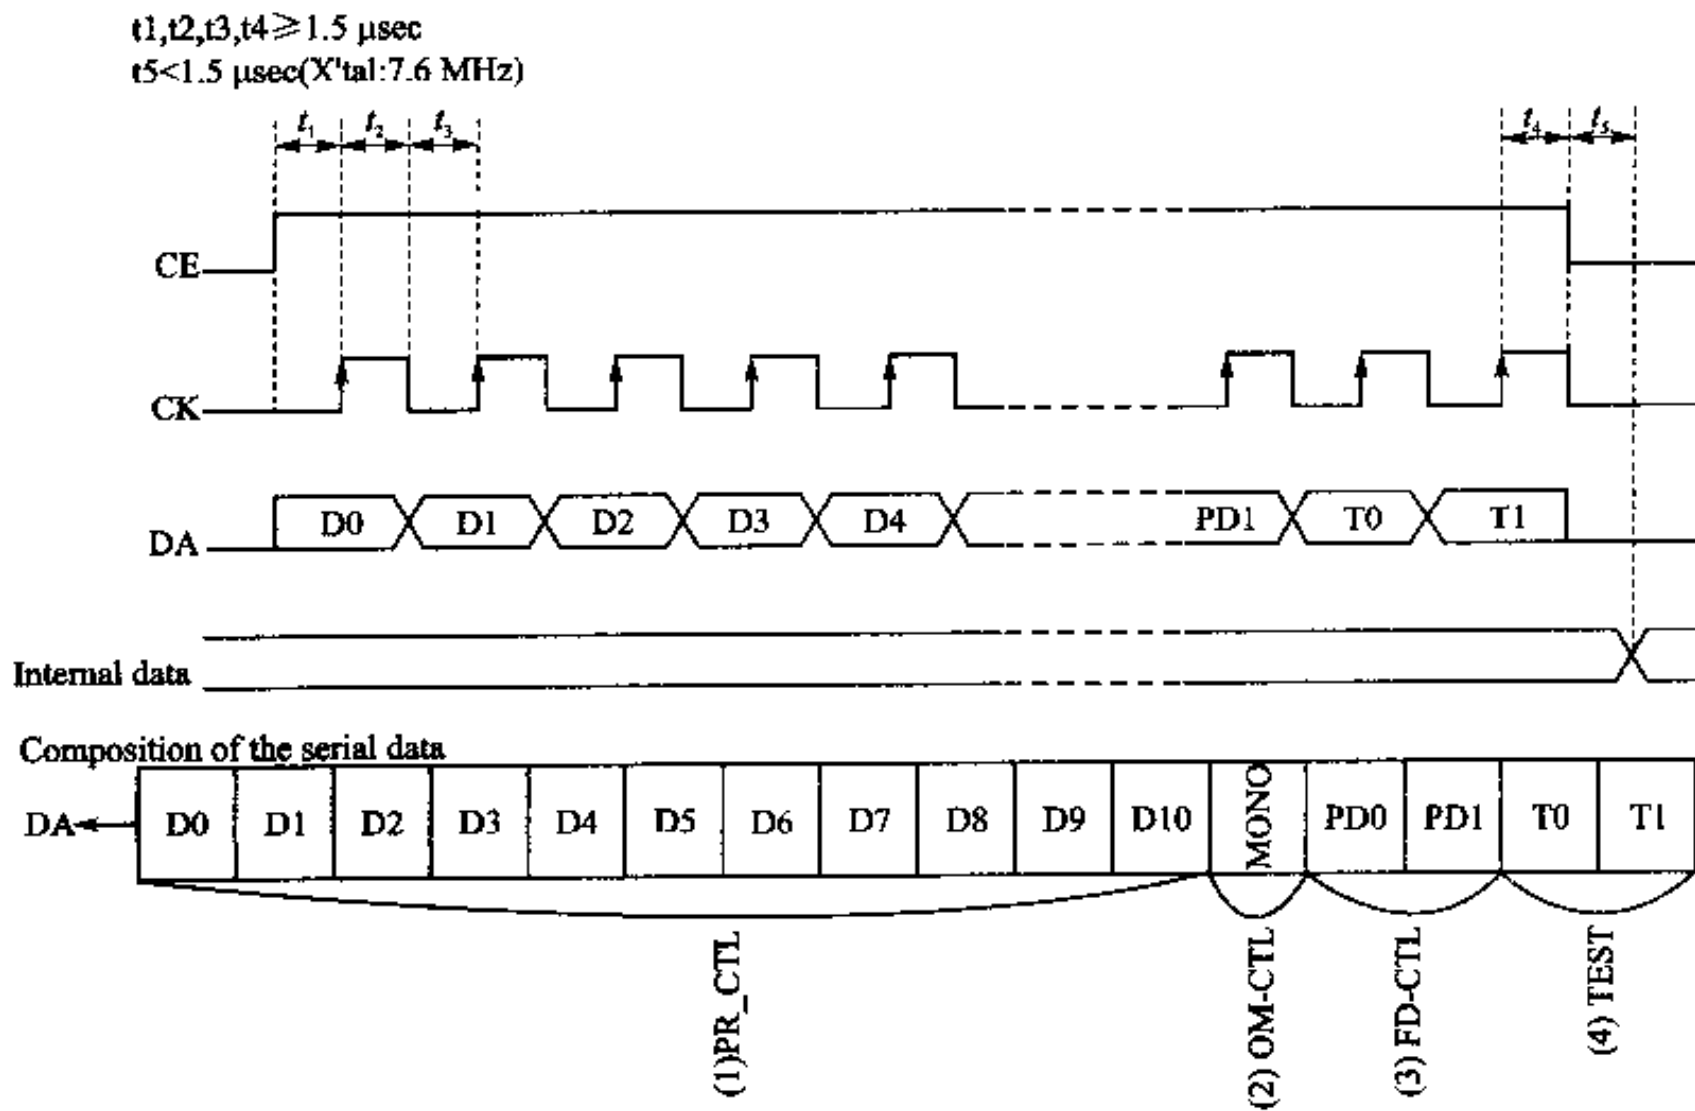 t1,t2,t3,t4≥1.5 μsec
t5<1.5 μsec(X'tal:7.6 MHz)
t1 t2 t3 t4 t5
CE
CK
DA D0 D1 D2 D3 D4 PD1 T0 T1
Internal data
Composition of the serial data
DA D0 D1 D2 D3 D4 D5 D6 D7 D8 D9 D10 MONO PD0 PD1 T0 T1
(1)PR_CTL
(2) OM-CTL
(3) FD-CTL
(4) TEST